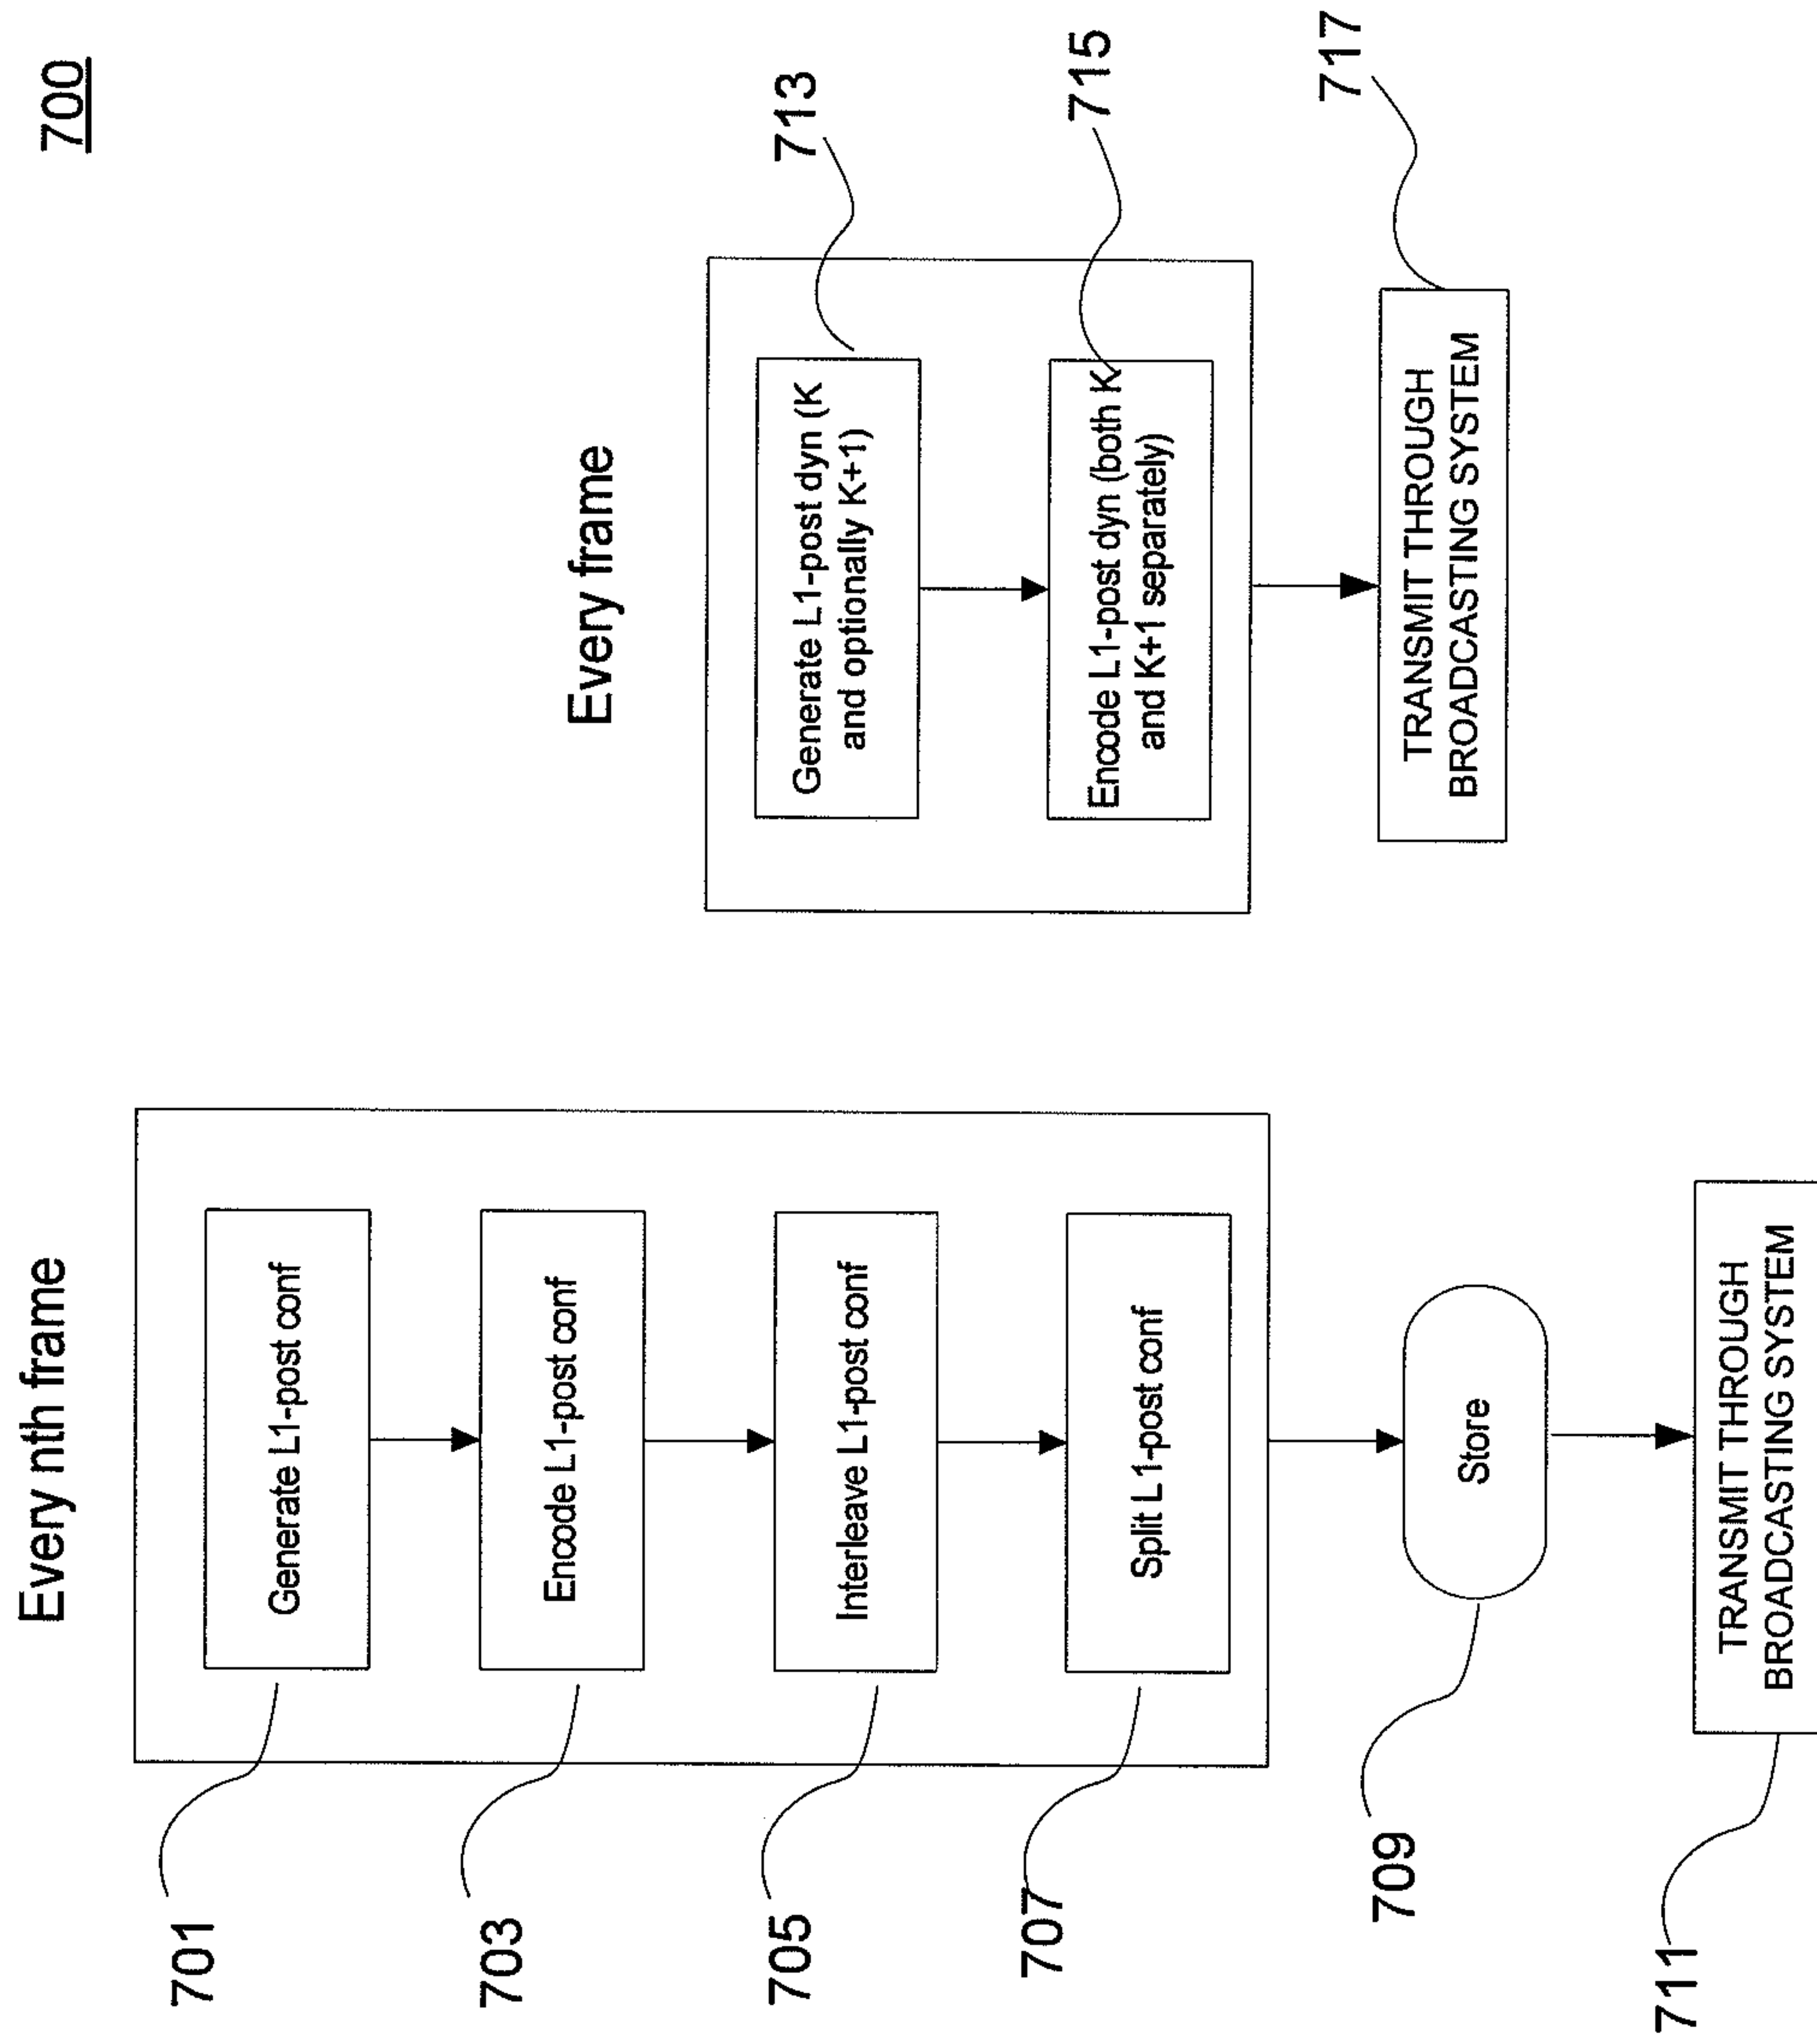 700
Every nth frame
701
Generate L1-post conf
703
Encode L1-post conf
705
Interleave L1-post conf
707
Split L1-post conf
709
Store
711
TRANSMIT THROUGH
BROADCASTING SYSTEM
Every frame
Generate L1-post dyn (K
and optionally K+1)
713
Encode L1-post dyn (both K
and K+1 separately)
715
TRANSMIT THROUGH
BROADCASTING SYSTEM
717